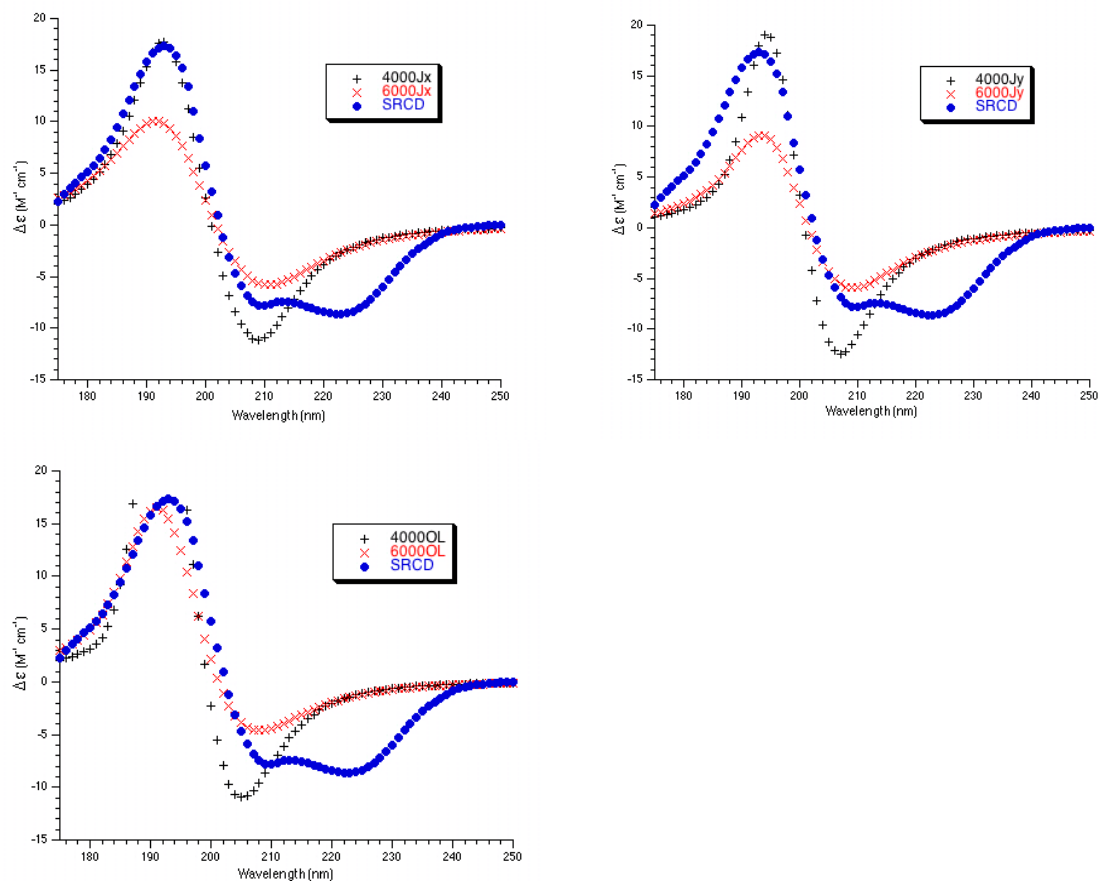 20
15
10
5
0
-5
-10
-15
180 190 200 210 220 230 240 250
Δε (M⁻¹ cm⁻¹)
Wavelength (nm)
4000Jx
6000Jx
SRCD
20
15
10
5
0
-5
-10
-15
180 190 200 210 220 230 240 250
Δε (M⁻¹ cm⁻¹)
Wavelength (nm)
4000Jy
6000Jy
SRCD
20
15
10
5
0
-5
-10
-15
180 190 200 210 220 230 240 250
Δε (M⁻¹ cm⁻¹)
Wavelength (nm)
4000OL
6000OL
SRCD